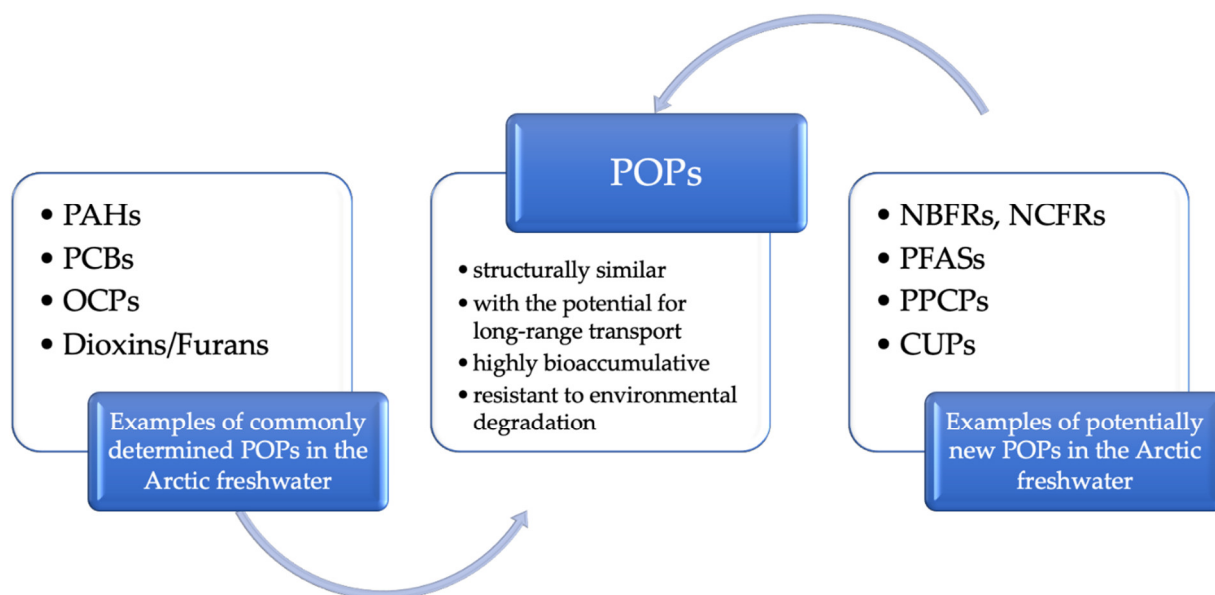 • PAHs
• PCBs
• OCPs
• Dioxins/Furans
Examples of commonly
determined POPs in the
Arctic freshwater
POPs
• structurally similar
• with the potential for
long-range transport
• highly bioaccumulative
• resistant to environmental
degradation
• NBFRs, NCFRs
• PFASs
• PPCPs
• CUPs
Examples of potentially
new POPs in the Arctic
freshwater